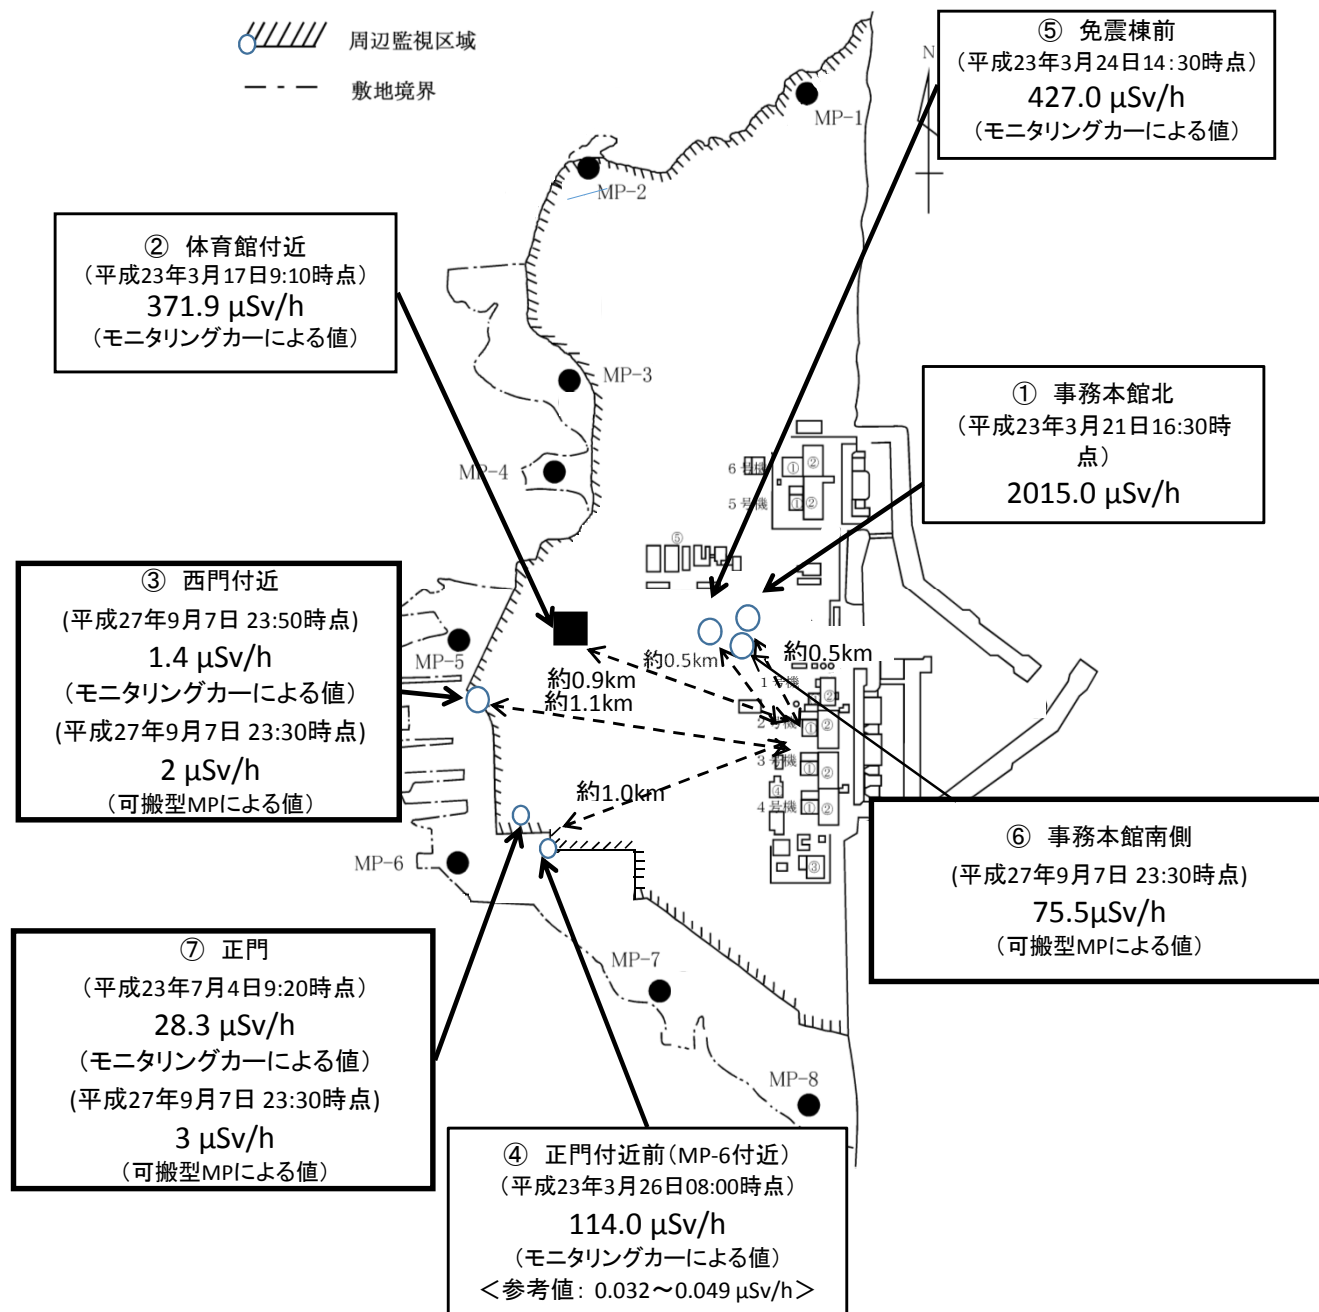 周辺監視区域
敷地境界
N
⑤ 免震棟前
（平成23年3月24日14:30時点）
427.0 μSv/h
（モニタリングカーによる値）
MP-1
MP-2
② 体育館付近
（平成23年3月17日9:10時点）
371.9 μSv/h
（モニタリングカーによる値）
MP-3
① 事務本館北
（平成23年3月21日16:30時
点）
2015.0 μSv/h
MP-4
6号機
①
②
5号機
①
②
⑤
③ 西門付近
(平成27年9月7日 23:50時点)
1.4 μSv/h
（モニタリングカーによる値）
(平成27年9月7日 23:30時点)
2 μSv/h
（可搬型MPによる値）
MP-5
約0.5km
約0.5km
約0.9km
約1.1km
1号機
②
2号機
①
②
3号機
①
②
④
約1.0km
4号機
①
②
③
MP-6
⑥ 事務本館南側
(平成27年9月7日 23:30時点)
75.5μSv/h
（可搬型MPによる値）
⑦ 正門
（平成23年7月4日9:20時点）
28.3 μSv/h
（モニタリングカーによる値）
(平成27年9月7日 23:30時点)
3 μSv/h
（可搬型MPによる値）
MP-7
MP-8
④ 正門付近前（MP-6付近）
（平成23年3月26日08:00時点）
114.0 μSv/h
（モニタリングカーによる値）
＜参考値: 0.032～0.049 μSv/h＞